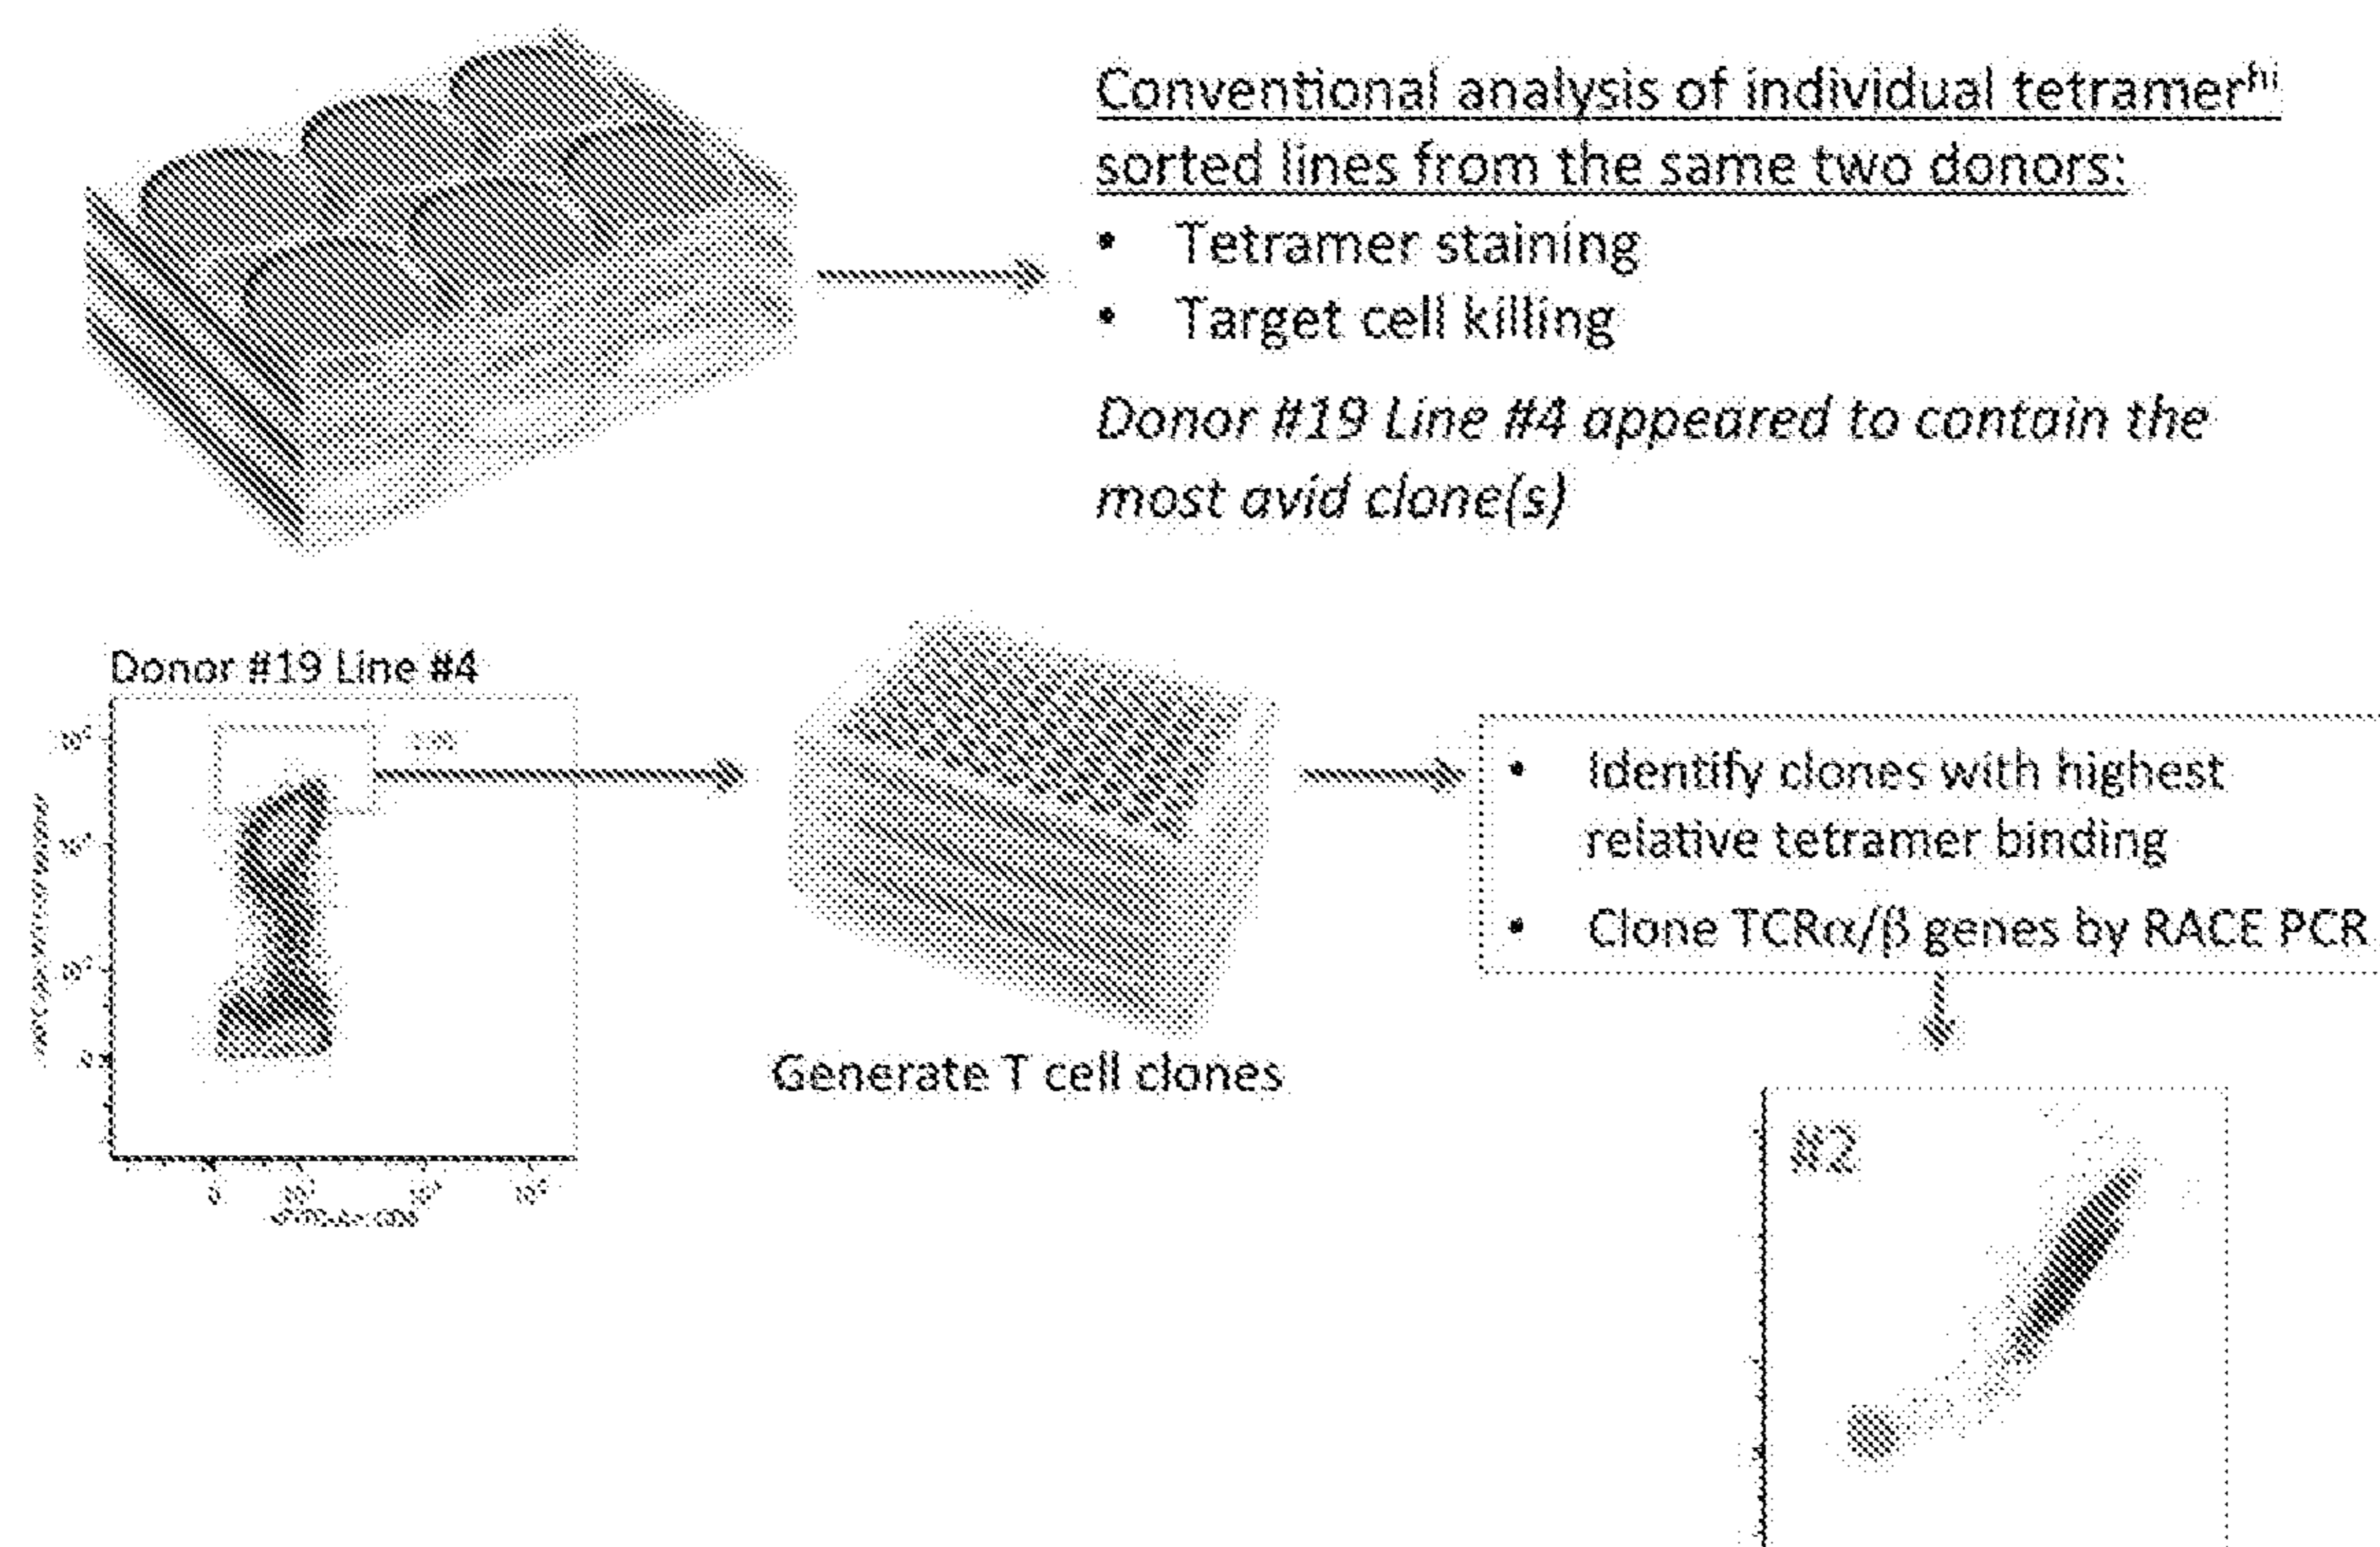 Conventional analysis of individual tetramerʰⁱ
sorted lines from the same two donors:
• Tetramer staining
• Target cell killing
Donor #19 Line #4 appeared to contain the
most avid clone(s)
Donor #19 Line #4
• Identify clones with highest
relative tetramer binding
• Clone TCRα/β genes by RACE PCR
Generate T cell clones
#2